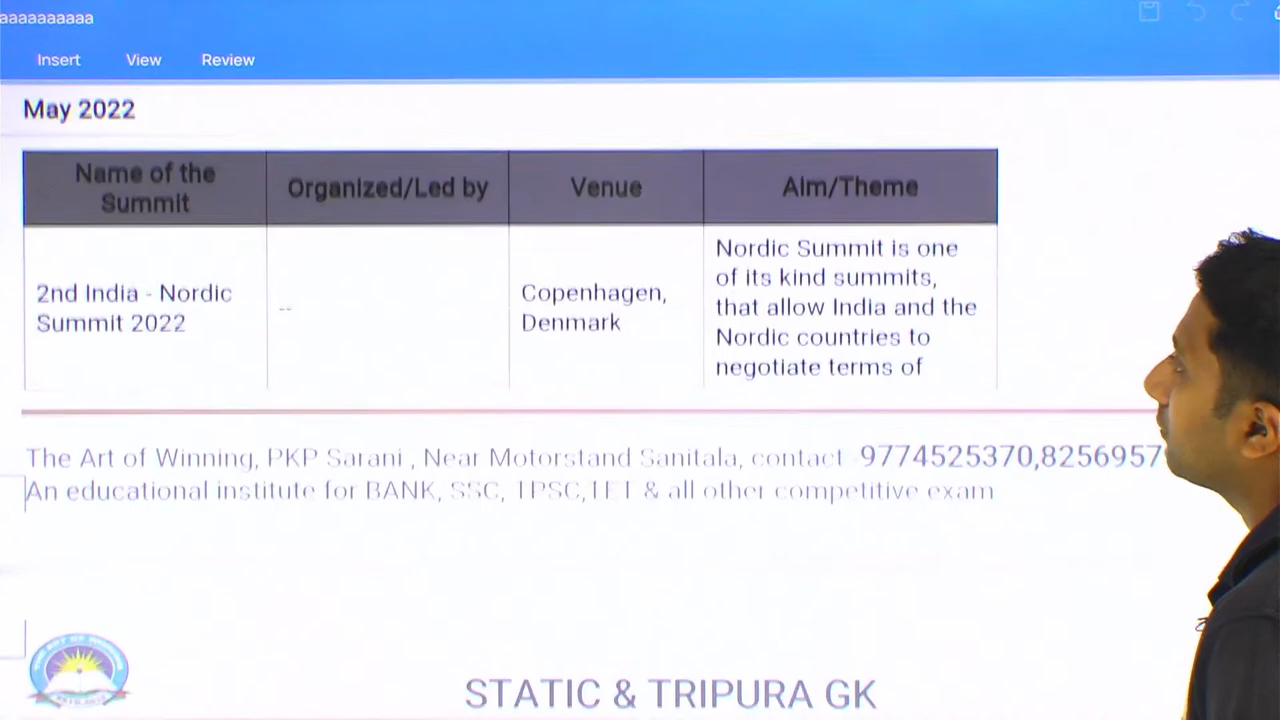 aaaaaaaaaa
Insert View Review
May 2022
Name of the
Summit
Organized/Led by
Venue
Aim/Theme
2nd India - Nordic
Summit 2022
--
Copenhagen,
Denmark
Nordic Summit is one
of its kind summits,
that allow India and the
Nordic countries to
negotiate terms of
The Art of Winning, PKP Sarani , Near Motorstand Sanitala, contact 9774525370,8256957
An educational institute for BANK, SSC, TPSC,TET & all other competitive exam
STATIC & TRIPURA GK